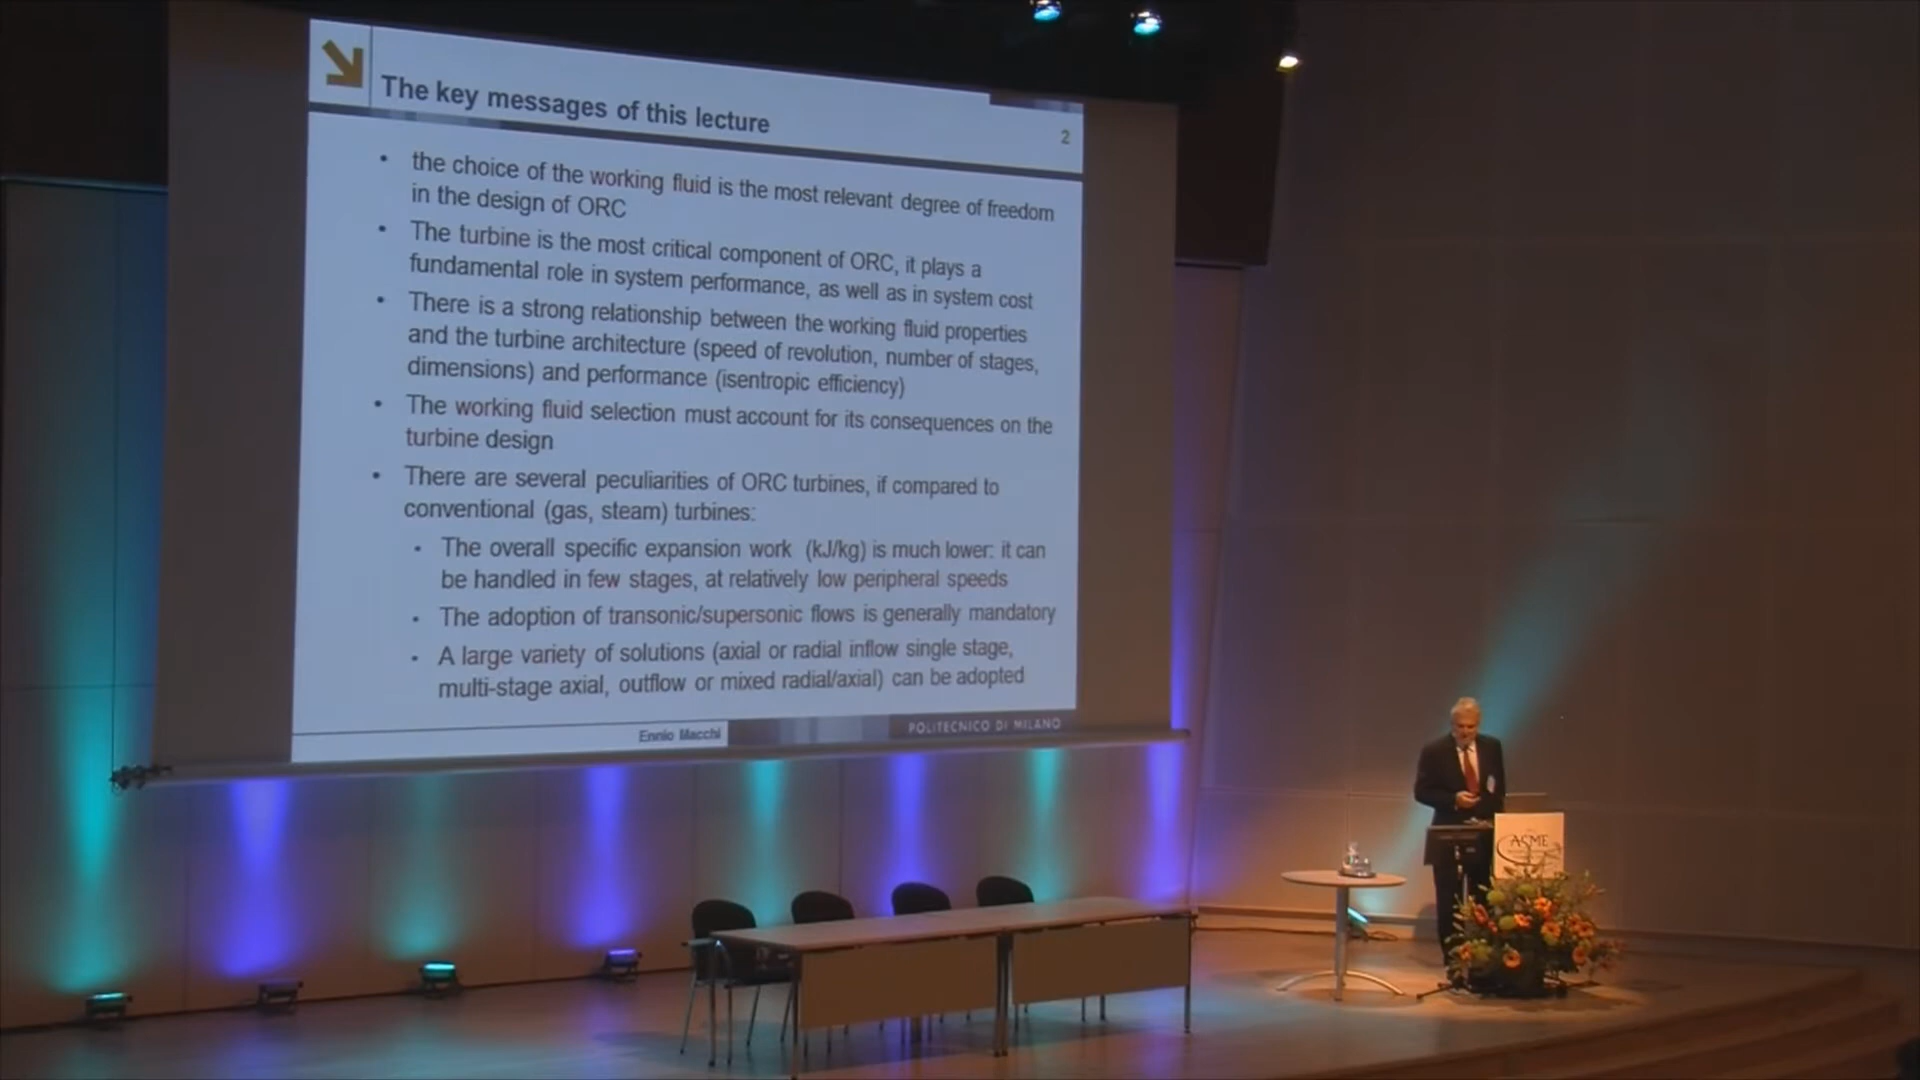 The key messages of this lecture
2
• the choice of the working fluid is the most relevant degree of freedom
in the design of ORC
• The turbine is the most critical component of ORC, it plays a
fundamental role in system performance, as well as in system cost
• There is a strong relationship between the working fluid properties
and the turbine architecture (speed of revolution, number of stages,
dimensions) and performance (isentropic efficiency)
• The working fluid selection must account for its consequences on the
turbine design
• There are several peculiarities of ORC turbines, if compared to
conventional (gas, steam) turbines:
• The overall specific expansion work (kJ/kg) is much lower: it can
be handled in few stages, at relatively low peripheral speeds
• The adoption of transonic/supersonic flows is generally mandatory
• A large variety of solutions (axial or radial inflow single stage,
multi-stage axial, outflow or mixed radial/axial) can be adopted
Ennio Macchi
POLITECNICO DI MILANO
ASME